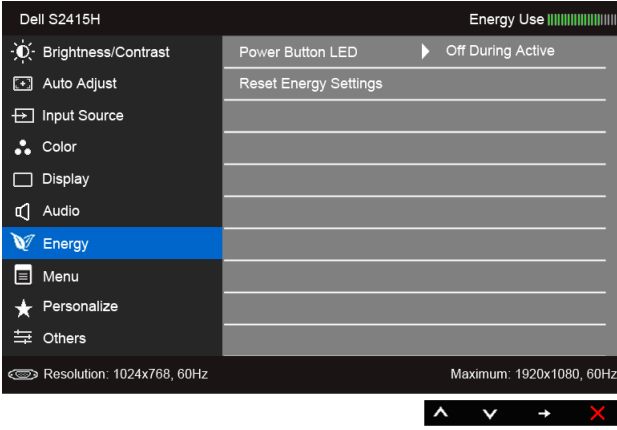 Dell S2415H Energy Use
Brightness/Contrast Power Button LED Off During Active
Auto Adjust Reset Energy Settings
Input Source
Color
Display
Audio
Energy
Menu
Personalize
Others
Resolution: 1024x768, 60Hz Maximum: 1920x1080, 60Hz